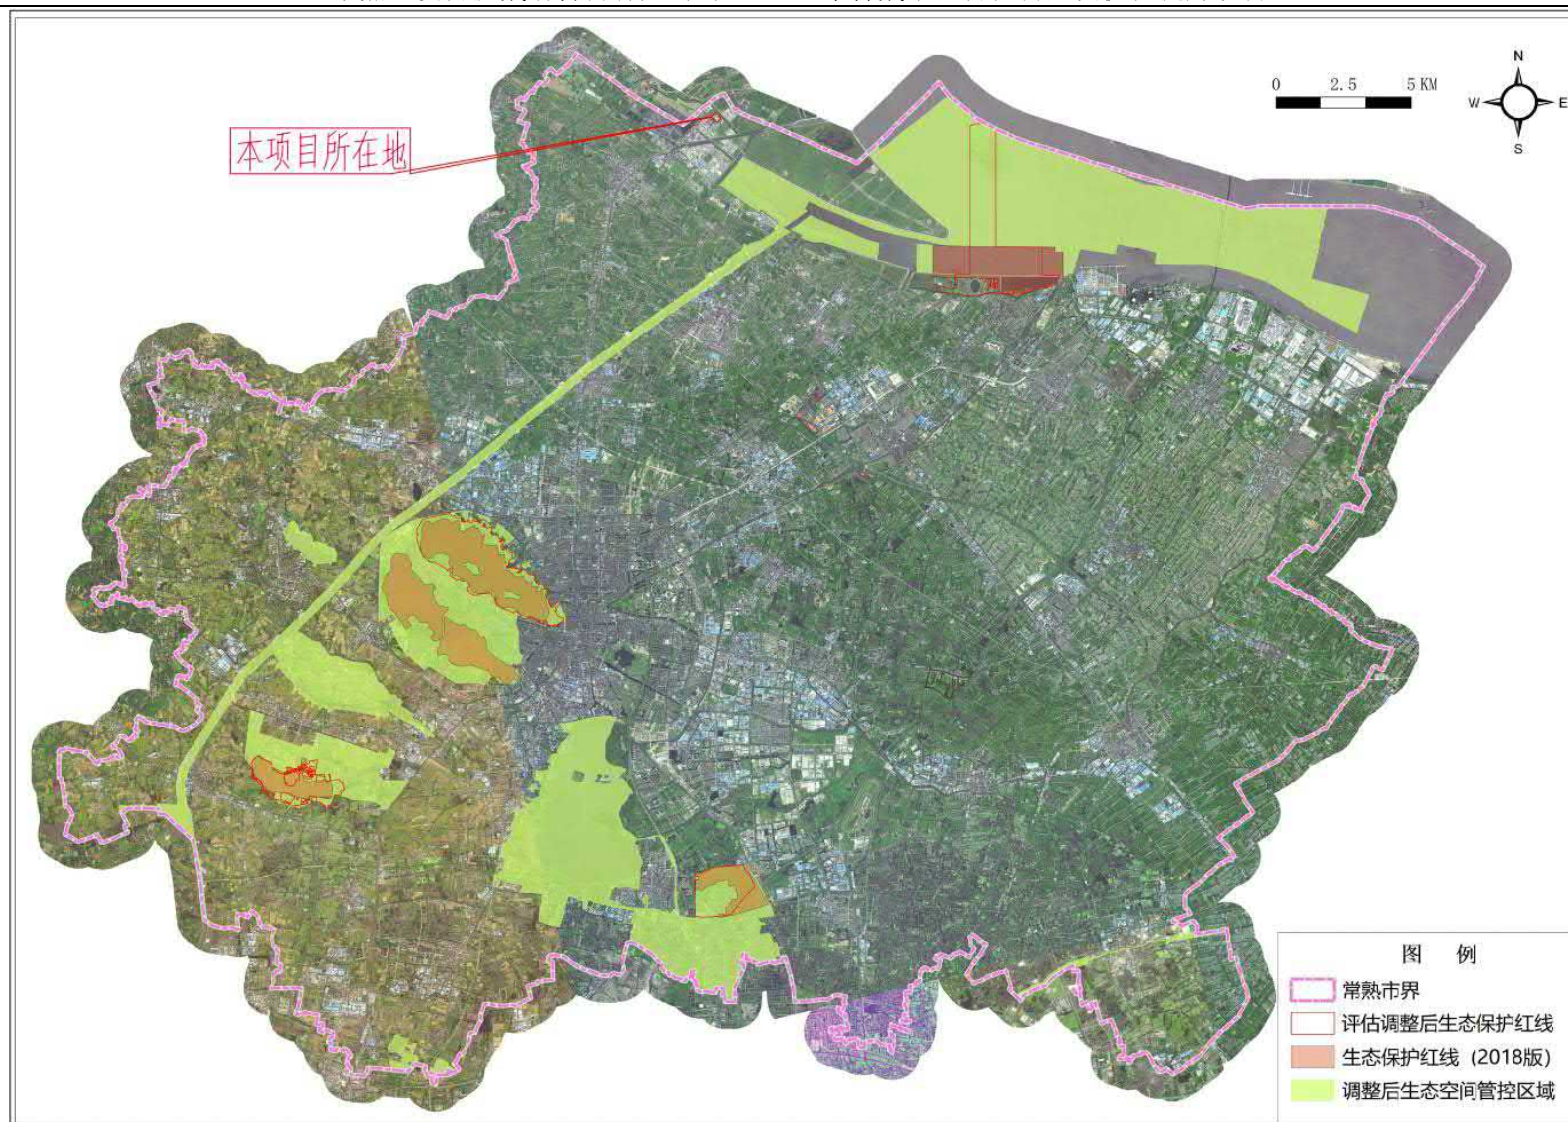 0 2.5 5 KM
N
W E
S
本项目所在地
图 例
常熟市界
评估调整后生态保护红线
生态保护红线（2018版）
调整后生态空间管控区域